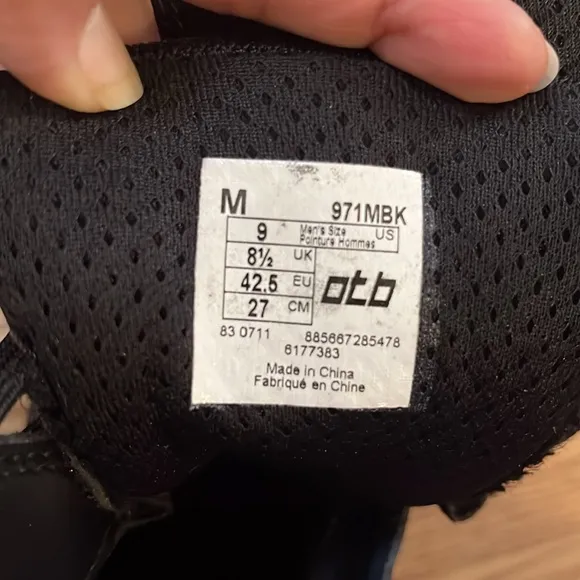 M 971MBK
9 Men's Size Pointure Hommes US
8½ UK
42.5 EU
27 CM
otb
83 0711 885667285478
6177383
Made in China
Fabriqué en Chine